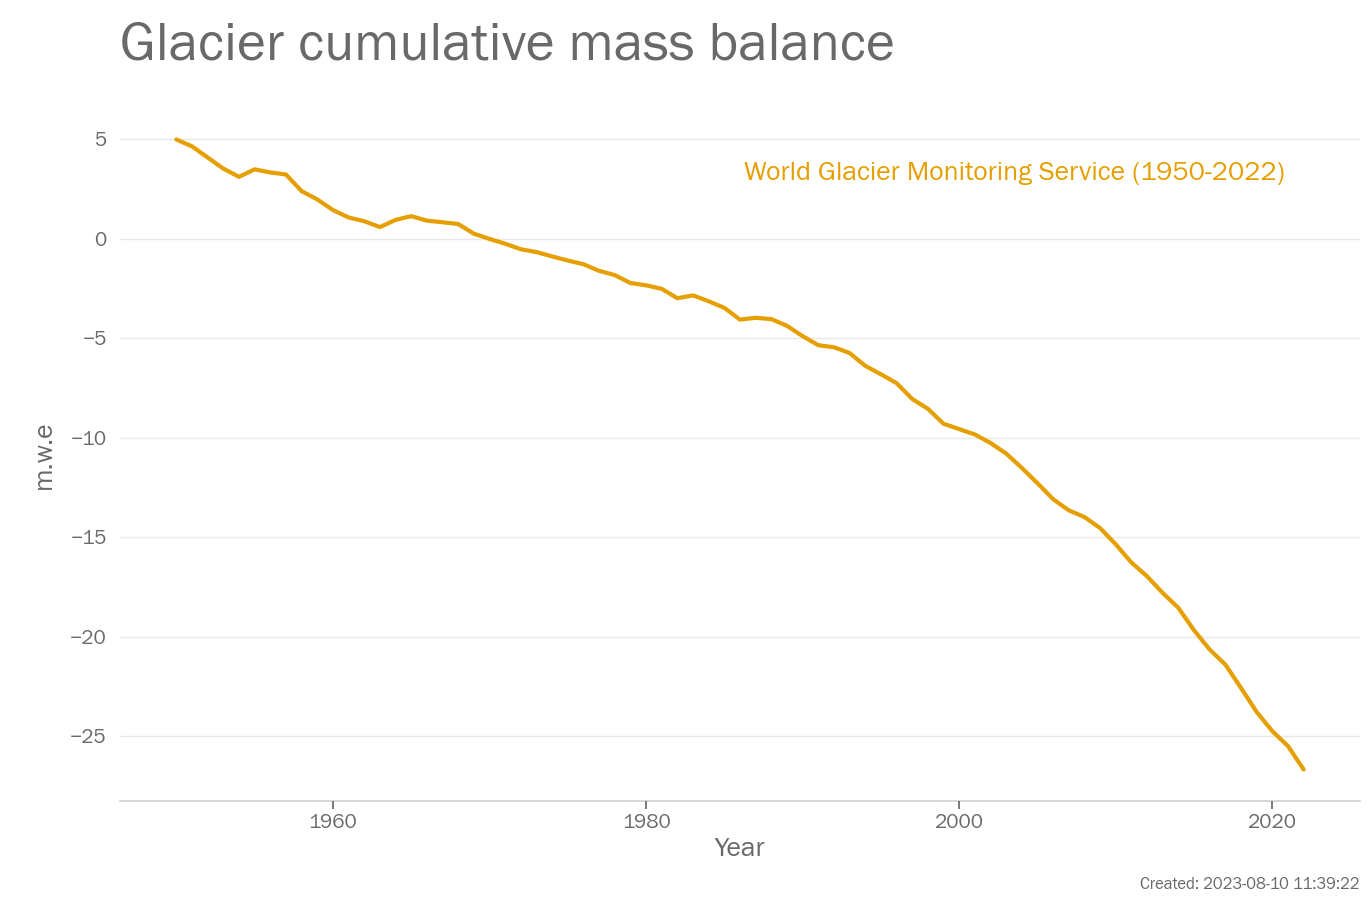 Glacier cumulative mass balance
World Glacier Monitoring Service (1950-2022)
m.w.e
5
0
−5
−10
−15
−20
−25
1960 1980 2000 2020
Year
Created: 2023-08-10 11:39:22